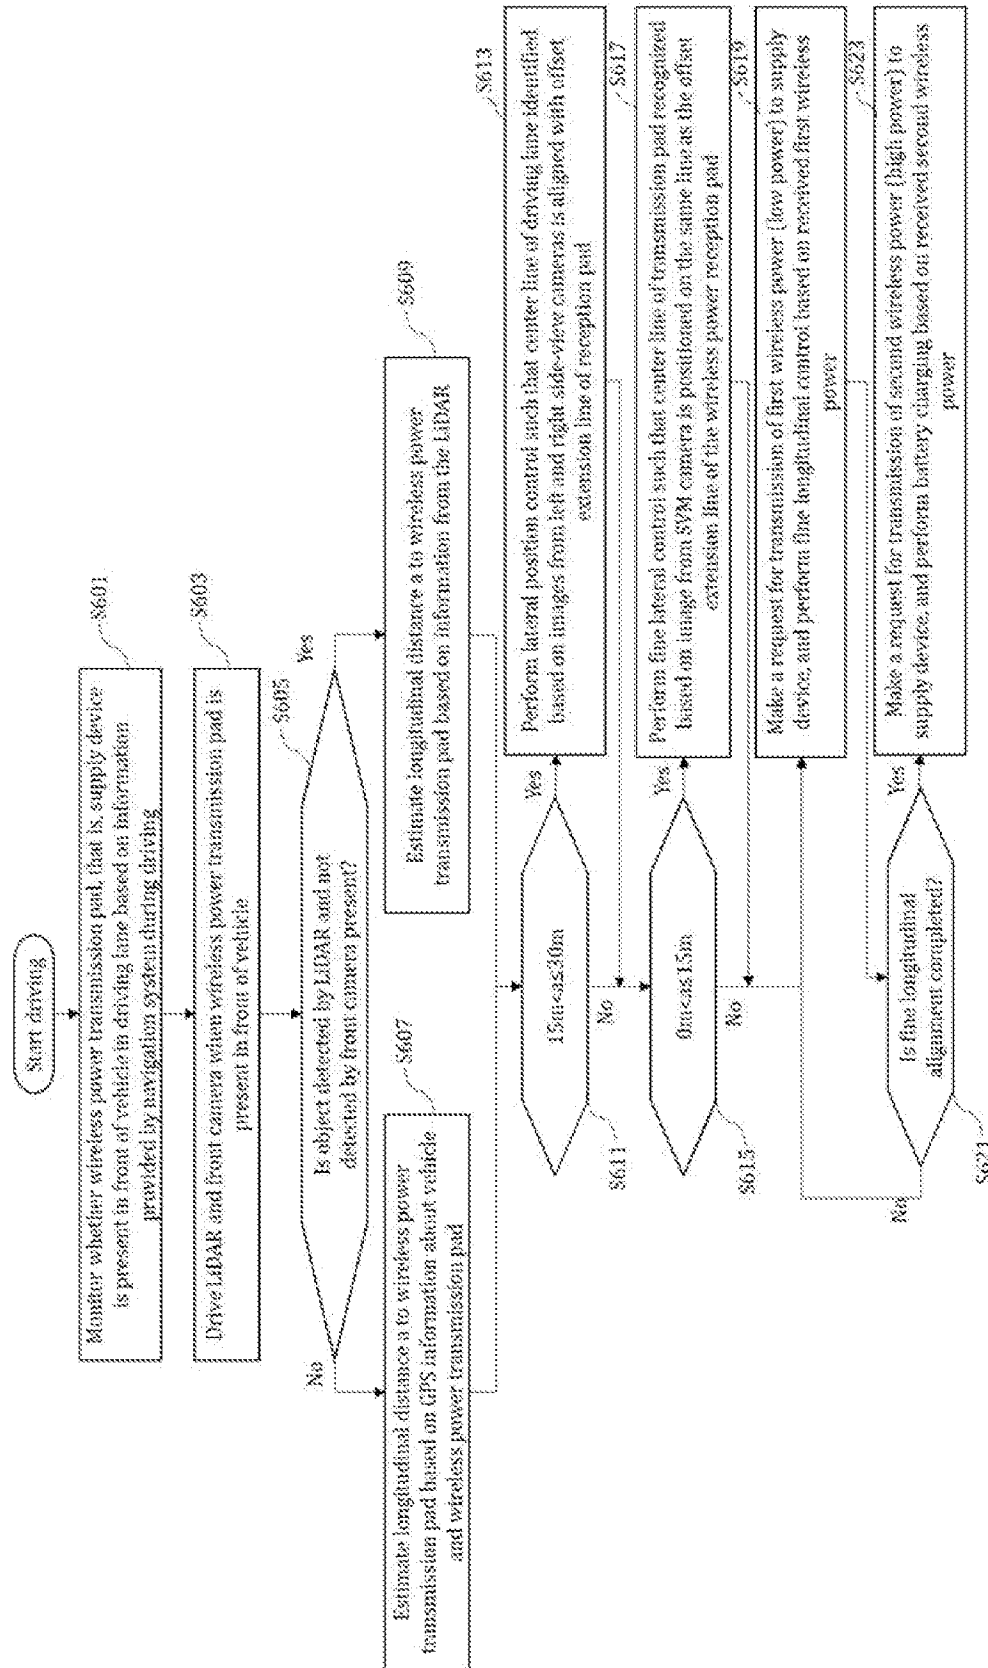 Start driving
Monitor whether wireless power transmission pad, that is, supply device
is present in front of vehicle in driving lane based on information
provided by navigation system during driving
S601
Drive LiDAR and front camera when wireless power transmission pad is
present in front of vehicle
S603
Is object detected by LiDAR and not
detected by front camera present?
S605
No
Yes
Estimate longitudinal distance a to wireless power
transmission pad based on GPS information about vehicle
and wireless power transmission pad
S607
Estimate longitudinal distance a to wireless power
transmission pad based on information from the LiDAR
S609
15m<a≤30m
S611
Yes
No
Perform lateral position control such that center line of driving lane identified
based on images from left and right side-view cameras is aligned with offset
extension line of reception pad
S613
0m<a≤15m
S615
Yes
No
Perform fine lateral control such that center line of transmission pad recognized
based on image from SVM camera is positioned on the same line as the offset
extension line of the wireless power reception pad
S617
Make a request for transmission of first wireless power (low power) to supply
device, and perform fine longitudinal control based on received first wireless
power
S619
Is fine longitudinal
alignment completed?
S621
No
Yes
Make a request for transmission of second wireless power (high power) to
supply device, and perform battery charging based on received second wireless
power
S623